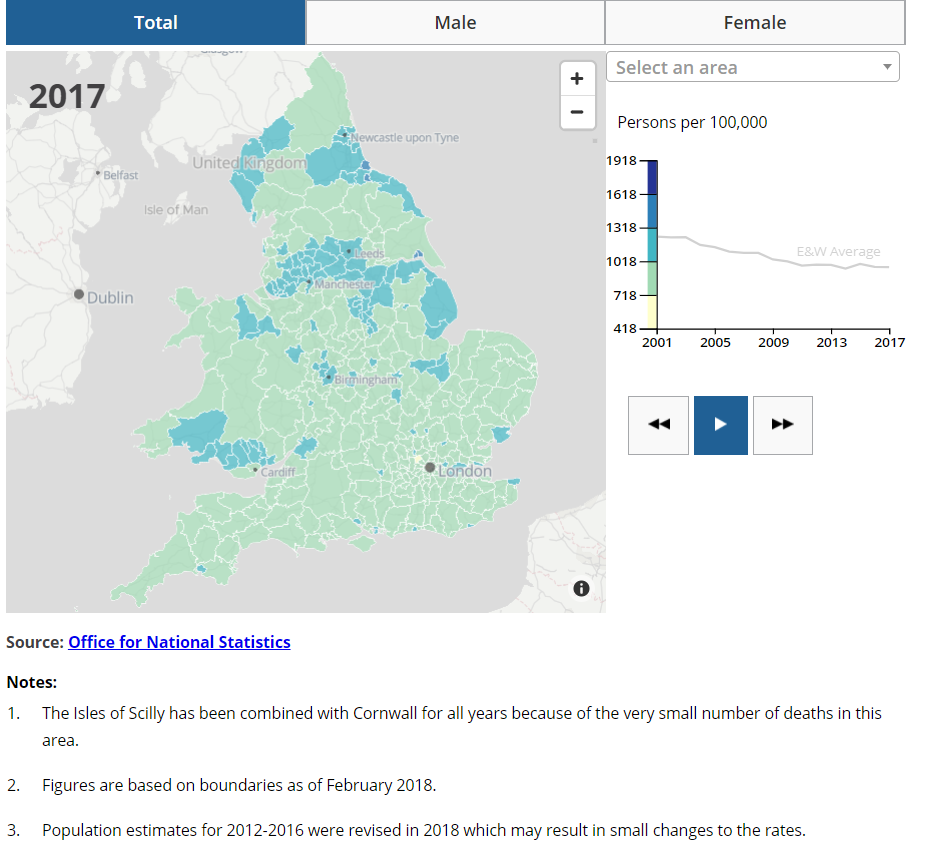 Total Male Female
2017
Select an area
+
−
Persons per 100,000
Newcastle upon Tyne
United Kingdom
Belfast
Isle of Man
Leeds
Manchester
Dublin
Birmingham
Cardiff
London
1918
1618
1318
1018
718
418
E&W Average
2001 2005 2009 2013 2017
Source: Office for National Statistics
Notes:
1. The Isles of Scilly has been combined with Cornwall for all years because of the very small number of deaths in this
area.
2. Figures are based on boundaries as of February 2018.
3. Population estimates for 2012-2016 were revised in 2018 which may result in small changes to the rates.